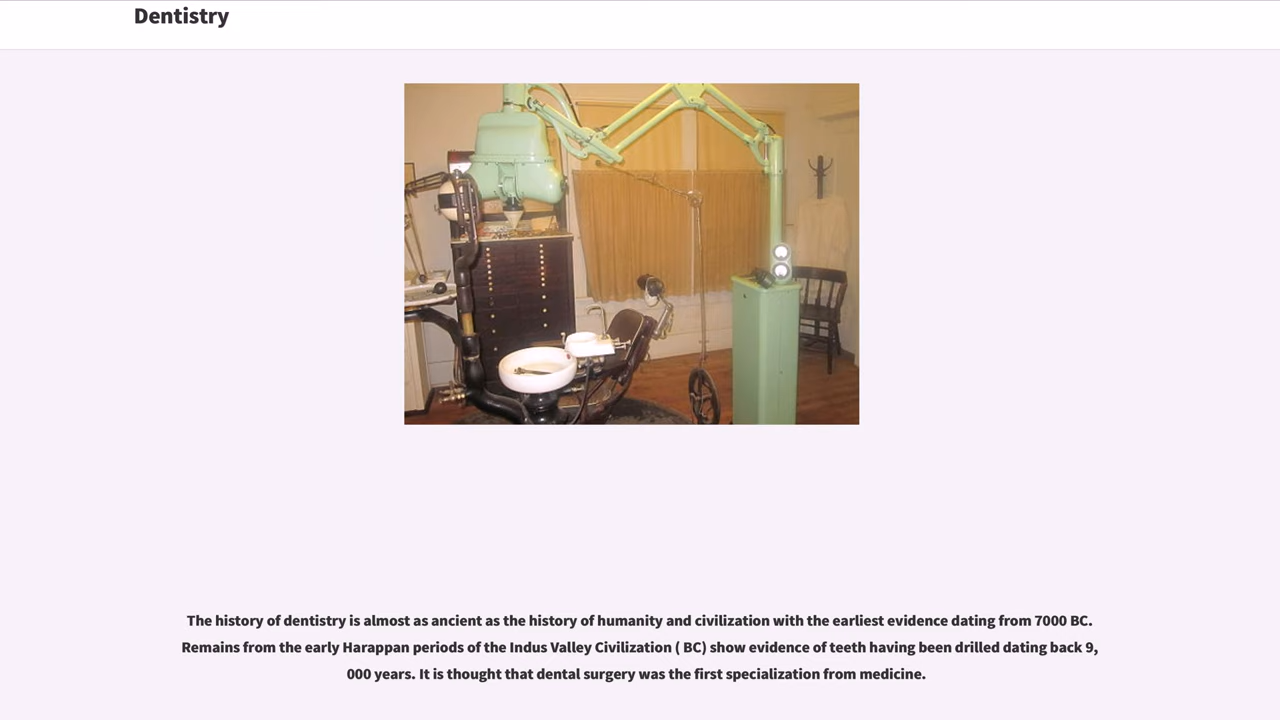 Dentistry
The history of dentistry is almost as ancient as the history of humanity and civilization with the earliest evidence dating from 7000 BC.
Remains from the early Harappan periods of the Indus Valley Civilization ( BC) show evidence of teeth having been drilled dating back 9,
000 years. It is thought that dental surgery was the first specialization from medicine.